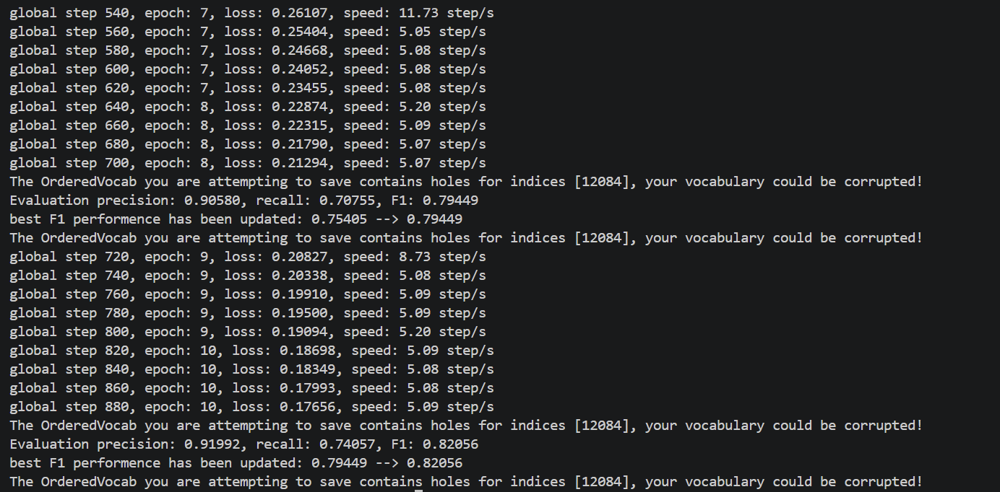 global step 540, epoch: 7, loss: 0.26107, speed: 11.73 step/s
global step 560, epoch: 7, loss: 0.25404, speed: 5.05 step/s
global step 580, epoch: 7, loss: 0.24668, speed: 5.08 step/s
global step 600, epoch: 7, loss: 0.24052, speed: 5.08 step/s
global step 620, epoch: 7, loss: 0.23455, speed: 5.08 step/s
global step 640, epoch: 8, loss: 0.22874, speed: 5.20 step/s
global step 660, epoch: 8, loss: 0.22315, speed: 5.09 step/s
global step 680, epoch: 8, loss: 0.21790, speed: 5.07 step/s
global step 700, epoch: 8, loss: 0.21294, speed: 5.07 step/s
The OrderedVocab you are attempting to save contains holes for indices [12084], your vocabulary could be corrupted!
Evaluation precision: 0.90580, recall: 0.70755, F1: 0.79449
best F1 performence has been updated: 0.75405 --> 0.79449
The OrderedVocab you are attempting to save contains holes for indices [12084], your vocabulary could be corrupted!
global step 720, epoch: 9, loss: 0.20827, speed: 8.73 step/s
global step 740, epoch: 9, loss: 0.20338, speed: 5.08 step/s
global step 760, epoch: 9, loss: 0.19910, speed: 5.09 step/s
global step 780, epoch: 9, loss: 0.19500, speed: 5.09 step/s
global step 800, epoch: 9, loss: 0.19094, speed: 5.20 step/s
global step 820, epoch: 10, loss: 0.18698, speed: 5.09 step/s
global step 840, epoch: 10, loss: 0.18349, speed: 5.08 step/s
global step 860, epoch: 10, loss: 0.17993, speed: 5.08 step/s
global step 880, epoch: 10, loss: 0.17656, speed: 5.09 step/s
The OrderedVocab you are attempting to save contains holes for indices [12084], your vocabulary could be corrupted!
Evaluation precision: 0.91992, recall: 0.74057, F1: 0.82056
best F1 performence has been updated: 0.79449 --> 0.82056
The OrderedVocab you are attempting to save contains holes for indices [12084], your vocabulary could be corrupted!